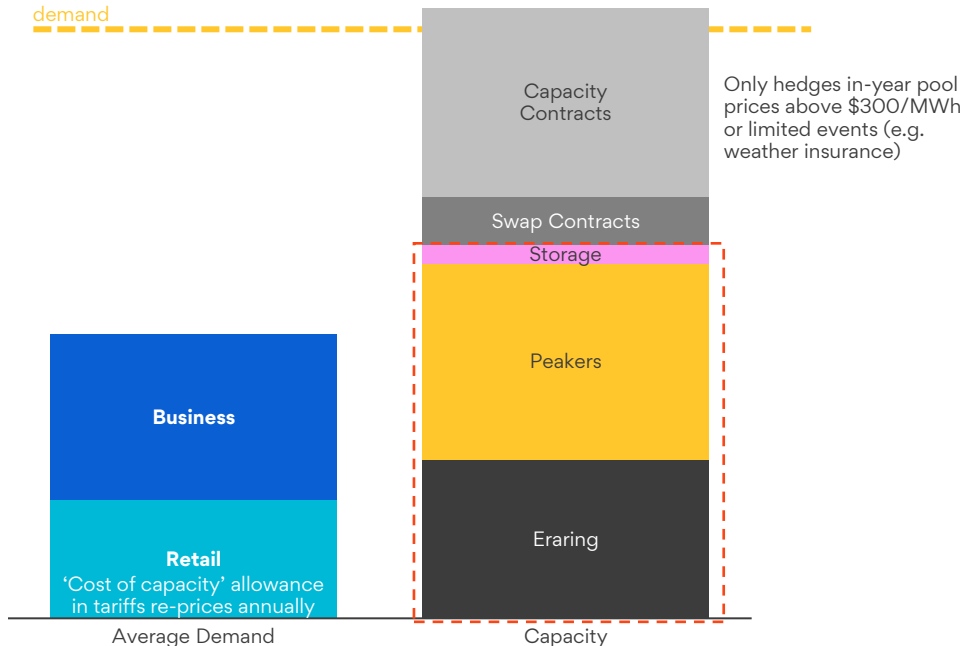 demand
Capacity
Contracts
Only hedges in-year pool
prices above $300/MWh
or limited events (e.g.
weather insurance)
Swap Contracts
Storage
Peakers
Business
Eraring
Retail
‘Cost of capacity’ allowance
in tariffs re-prices annually
Average Demand
Capacity